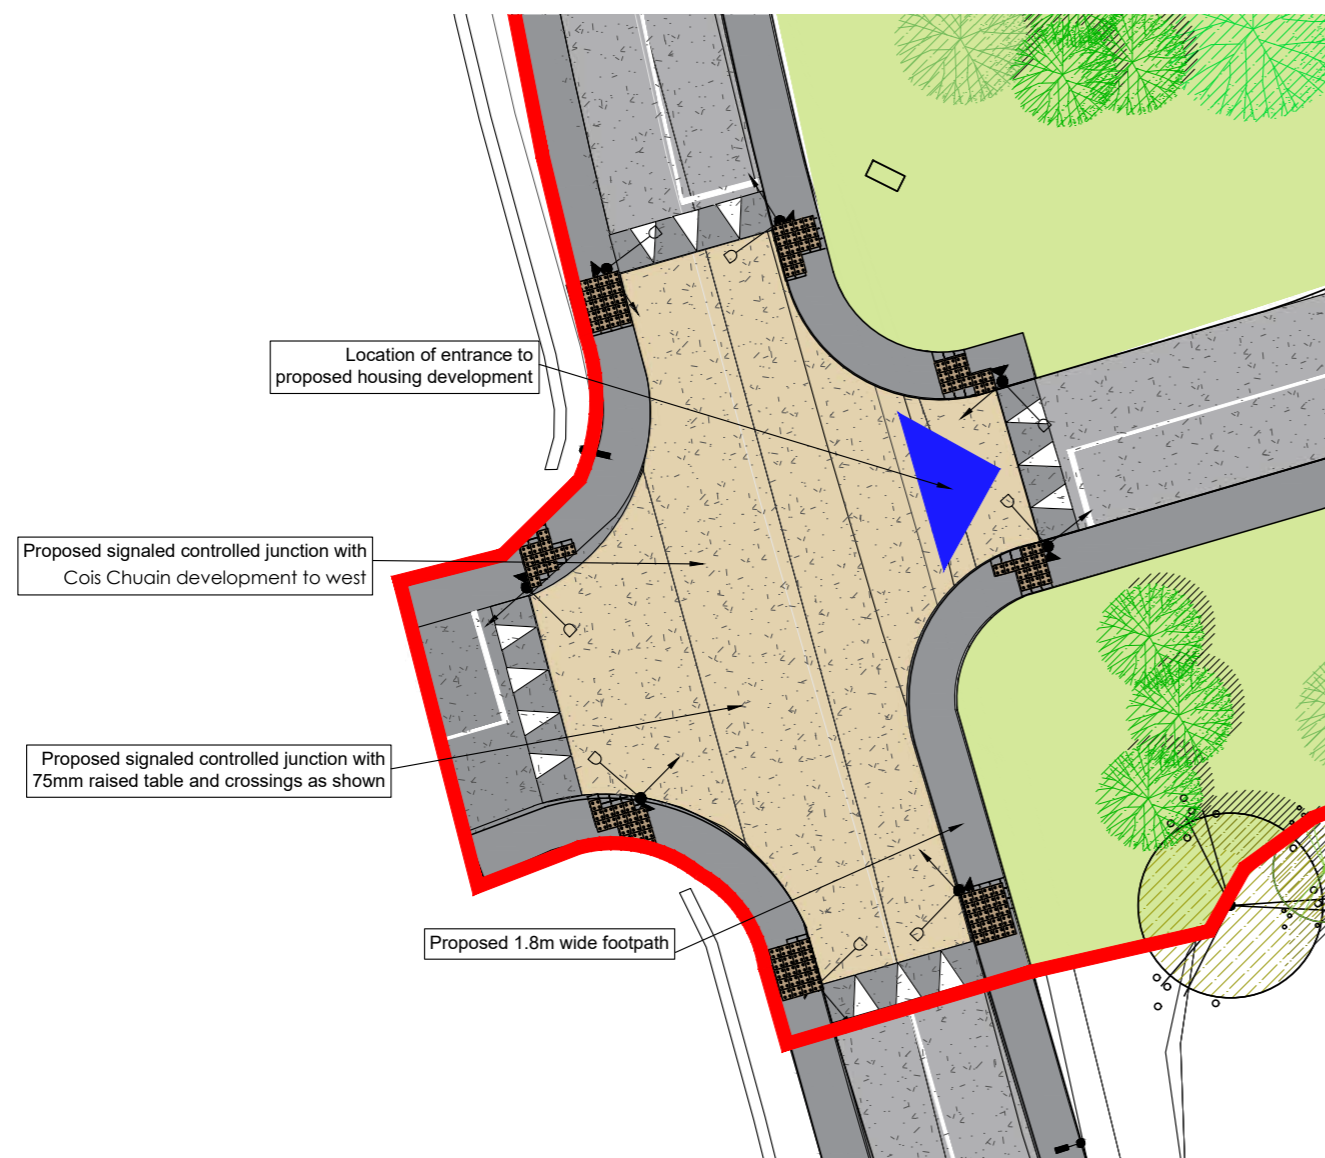 Location of entrance to
proposed housing development
Proposed signaled controlled junction with
Cois Chuain development to west
Proposed signaled controlled junction with
75mm raised table and crossings as shown
Proposed 1.8m wide footpath